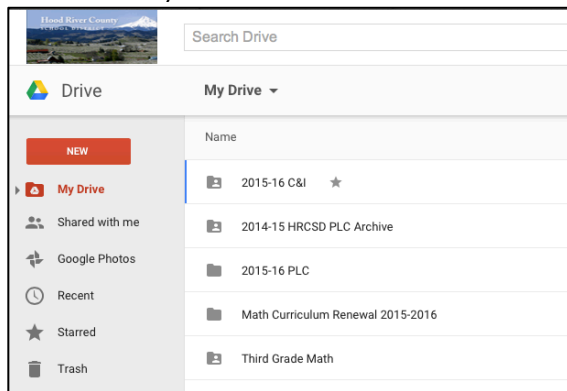 Hood River County
SCHOOL DISTRICT
Search Drive
Drive
My Drive
Name
NEW
My Drive
Shared with me
Google Photos
Recent
Starred
Trash
2015-16 C&I
2014-15 HRCSD PLC Archive
2015-16 PLC
Math Curriculum Renewal 2015-2016
Third Grade Math